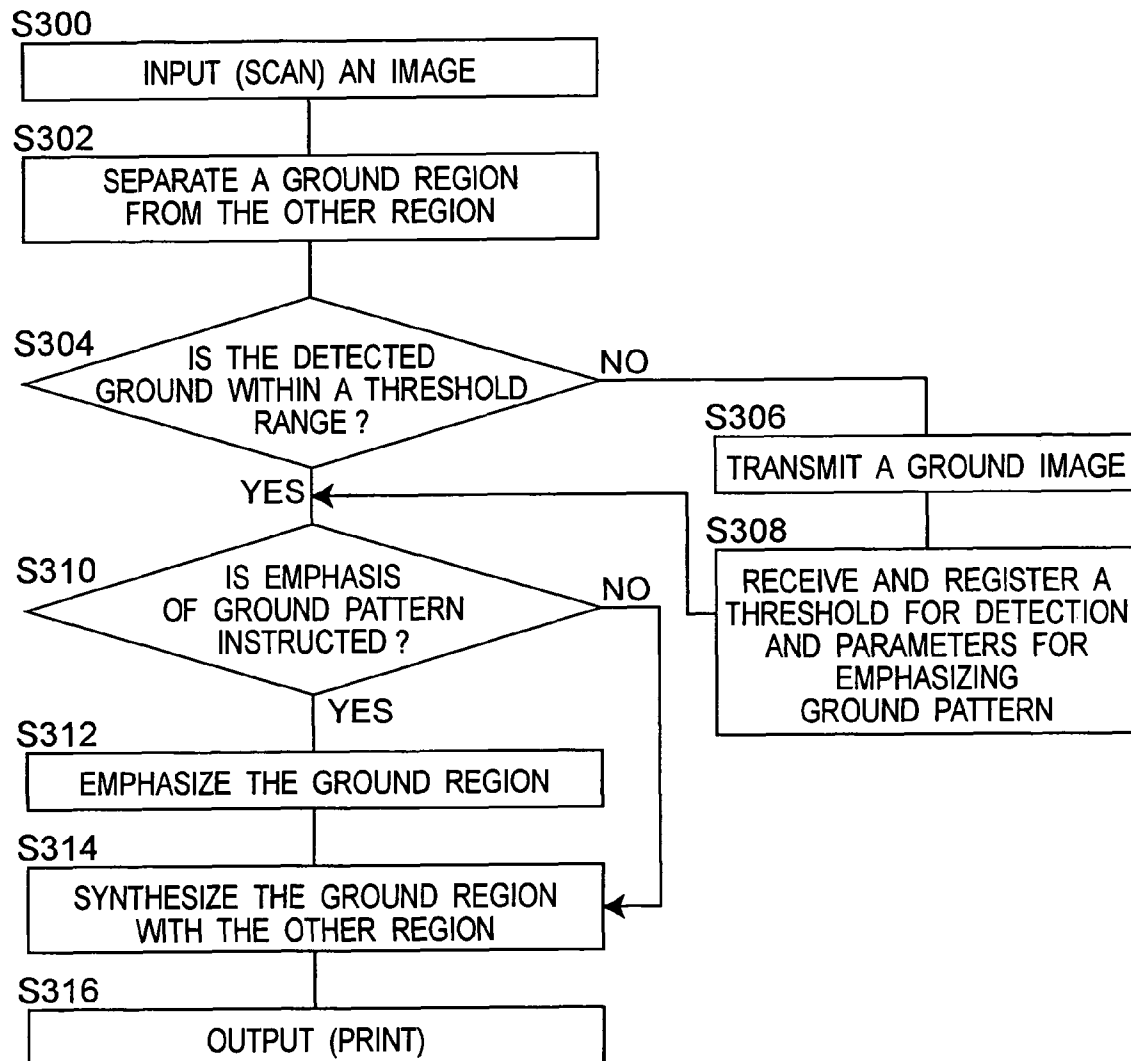 S300
INPUT (SCAN) AN IMAGE
S302
SEPARATE A GROUND REGION
FROM THE OTHER REGION
S304
IS THE DETECTED
GROUND WITHIN A THRESHOLD
RANGE ?
NO
YES
S306
TRANSMIT A GROUND IMAGE
S308
RECEIVE AND REGISTER A
THRESHOLD FOR DETECTION
AND PARAMETERS FOR
EMPHASIZING
GROUND PATTERN
S310
IS EMPHASIS
OF GROUND PATTERN
INSTRUCTED ?
NO
YES
S312
EMPHASIZE THE GROUND REGION
S314
SYNTHESIZE THE GROUND REGION
WITH THE OTHER REGION
S316
OUTPUT (PRINT)